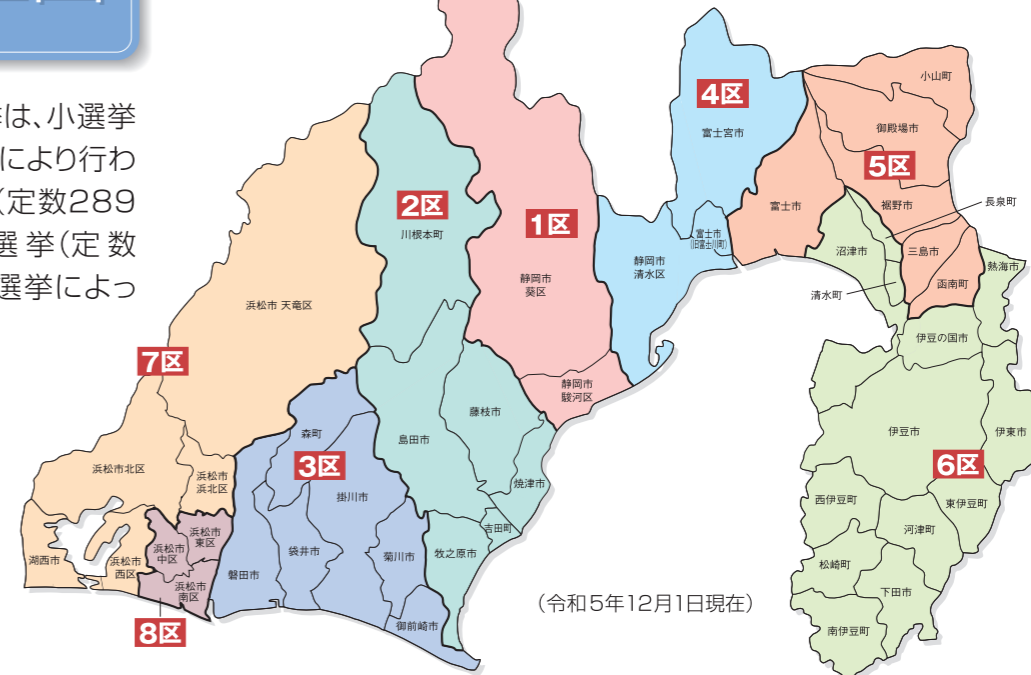 は、小選挙
により行わ
(定数289
選挙(定数
選挙によっ
1区
静岡市
葵区
静岡市
駿河区
2区
川根本町
島田市
藤枝市
焼津市
吉田町
牧之原市
3区
森町
掛川市
袋井市
磐田市
菊川市
御前崎市
4区
富士宮市
富士市
(旧富士川町)
静岡市
清水区
5区
小山町
御殿場市
裾野市
富士市
三島市
函南町
6区
長泉町
沼津市
清水町
熱海市
伊豆の国市
伊豆市
伊東市
西伊豆町
東伊豆町
河津町
松崎町
下田市
南伊豆町
7区
浜松市 天竜区
浜松市北区
浜松市
浜北区
浜松市
西区
湖西市
8区
浜松市
中区
浜松市
東区
浜松市
南区
(令和5年12月1日現在)